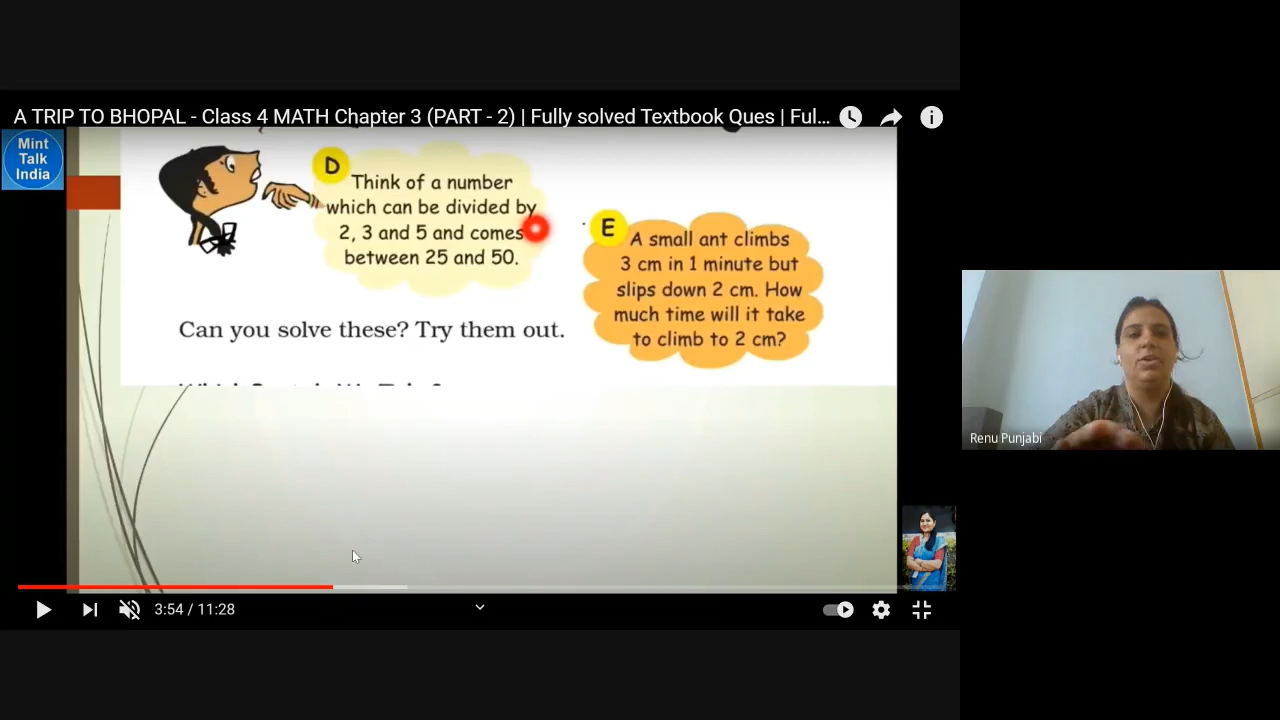 A TRIP TO BHOPAL - Class 4 MATH Chapter 3 (PART - 2) | Fully solved Textbook Ques | Ful...
Mint
Talk
India
D
Think of a number
which can be divided by
2, 3 and 5 and comes
between 25 and 50.
E
A small ant climbs
3 cm in 1 minute but
slips down 2 cm. How
much time will it take
to climb to 2 cm?
Can you solve these? Try them out.
Renu Punjabi
3:54 / 11:28